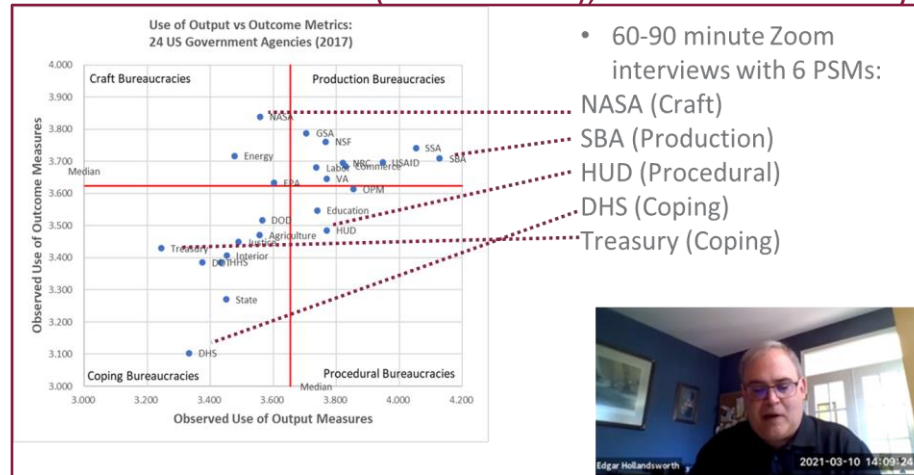 Use of Output vs Outcome Metrics:
24 US Government Agencies (2017)
4.000
3.900
3.800
3.700
3.600
3.500
3.400
3.300
3.200
3.100
3.000
Observed Use of Outcome Measures
Craft Bureaucracies
Production Bureaucracies
NASA
GSA
NSF
SSA
Energy
NRC
USAID
SBA
Labor
Commerce
VA
Median
EPA
OPM
Education
DOD
HUD
Agriculture
Justice
Treasury
Interior
HHS
State
DHS
Coping Bureaucracies
Procedural Bureaucracies
Median
3.000
3.200
3.400
3.600
3.800
4.000
4.200
Observed Use of Output Measures
• 60-90 minute Zoom
interviews with 6 PSMs:
NASA (Craft)
SBA (Production)
HUD (Procedural)
DHS (Coping)
Treasury (Coping)
Edgar Hollandsworth
2021-03-10 14:09:24